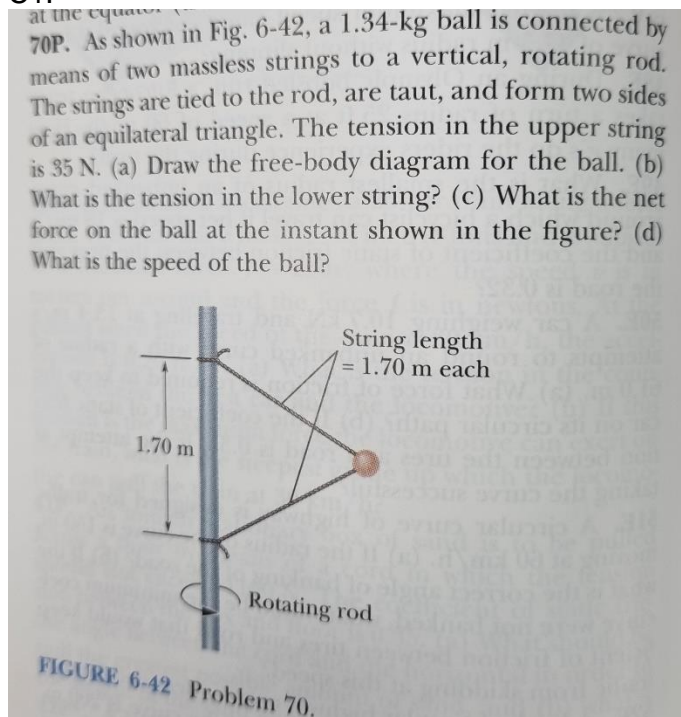 at the equator
70P. As shown in Fig. 6-42, a 1.34-kg ball is connected by
means of two massless strings to a vertical, rotating rod.
The strings are tied to the rod, are taut, and form two sides
of an equilateral triangle. The tension in the upper string
is 35 N. (a) Draw the free-body diagram for the ball. (b)
What is the tension in the lower string? (c) What is the net
force on the ball at the instant shown in the figure? (d)
What is the speed of the ball?
String length
= 1.70 m each
1.70 m
Rotating rod
FIGURE 6-42 Problem 70.